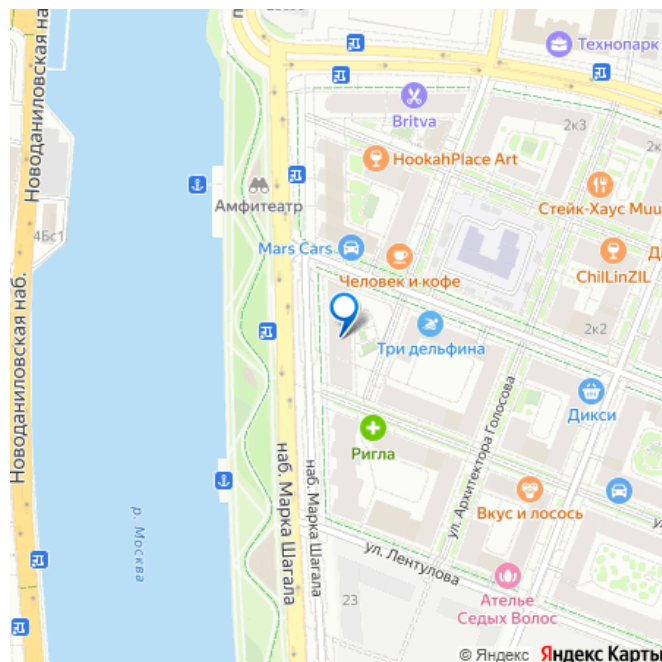 Новоданиловская на
Технопарк
Britva
2к3
HookahPlace Art
Стейк-Хаус Muu
Амфитеатр
4Бс1
Mars Cars
Человек и кофе
ChilLinZIL
Новоданиловская наб.
Три дельфина
2к2
Дикси
Ригла
ул. Архитектора Голосова
наб. Марка Шагала
наб. Марка Шагала
Вкус и лосось
р. Москва
ул. Лентулова
23
Ателье
Седых Волос
© Яндекс Яндекс Карты